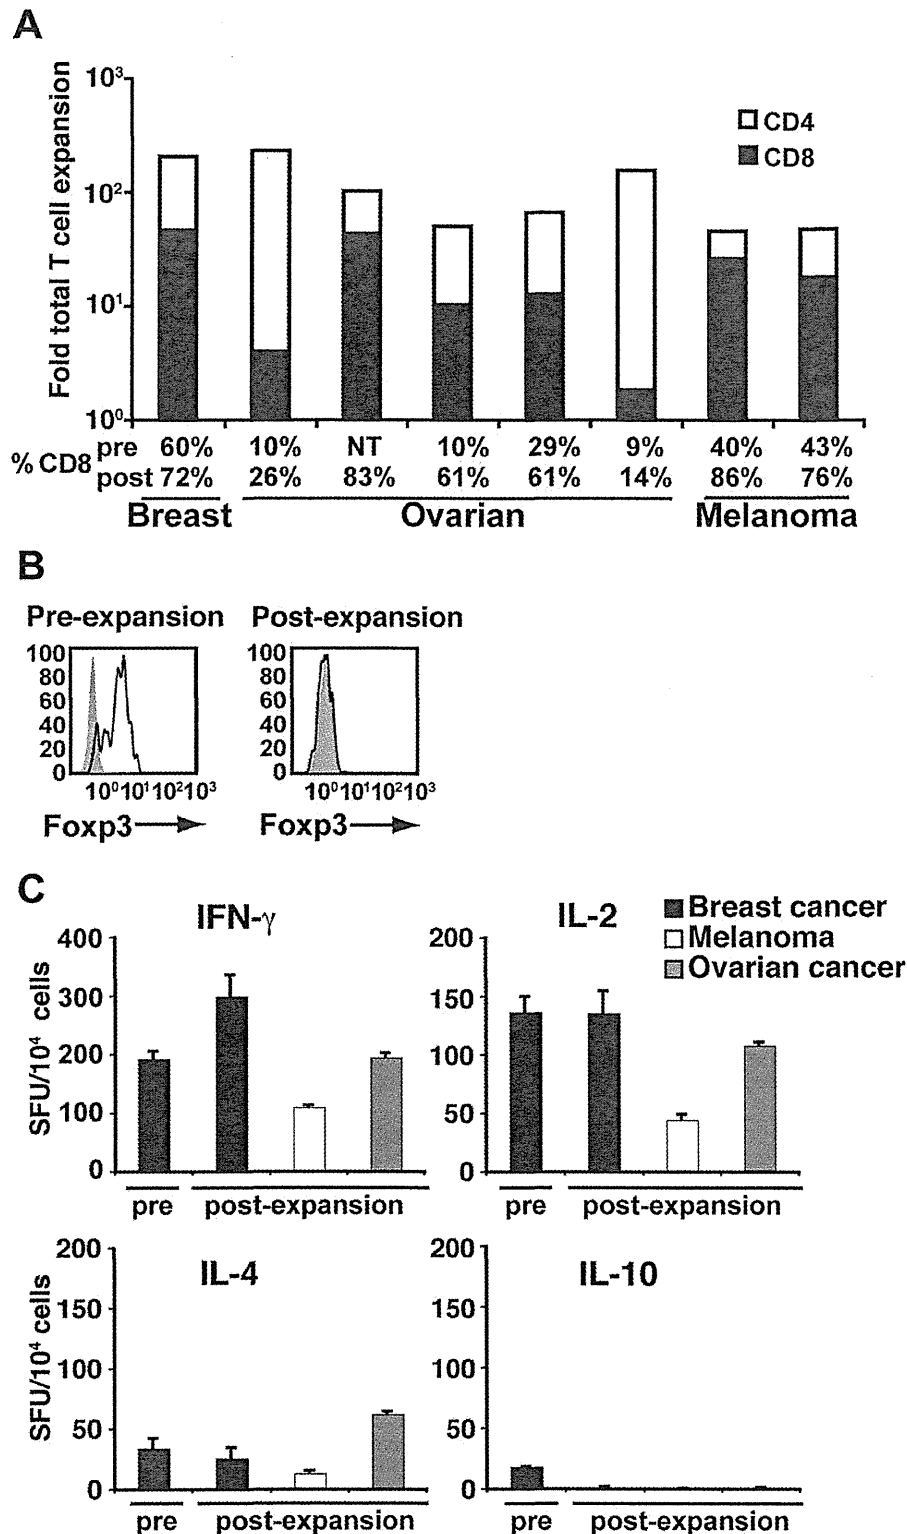 A
Fold total T cell expansion
10³
10²
10¹
10⁰
CD4
CD8
% CD8
pre 60% 10% NT 10% 29% 9% 40% 43%
post 72% 26% 83% 61% 61% 14% 86% 76%
Breast Ovarian Melanoma
B
Pre-expansion Post-expansion
100 100
80 80
60 60
40 40
20 20
0 0
10⁰10¹10²10³ 10⁰10¹10²10³
Foxp3 Foxp3
C
IFN-γ IL-2
Breast cancer
Melanoma
Ovarian cancer
SFU/10⁴ cells
400 200
300 150
200 100
100 50
0 0
pre post-expansion pre post-expansion
IL-4 IL-10
SFU/10⁴ cells
200 200
150 150
100 100
50 50
0 0
pre post-expansion pre post-expansion